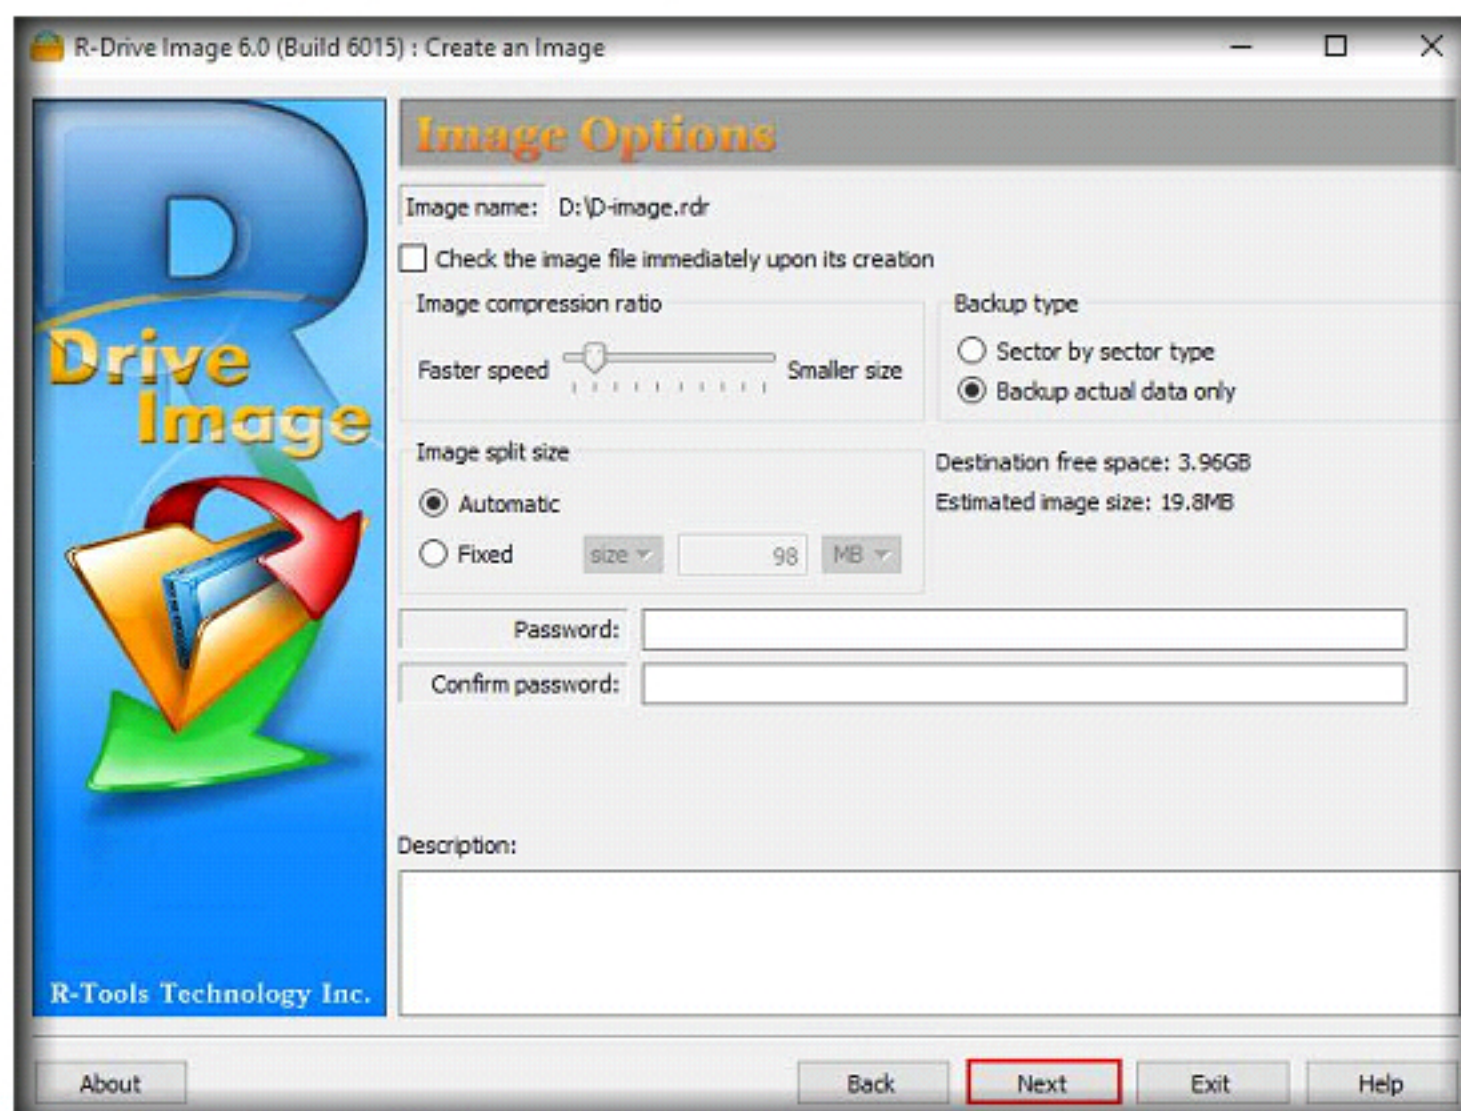 R-Drive Image 6.0 (Build 6015) : Create an Image
R
Drive
Image
R-Tools Technology Inc.
Image Options
Image name: D:\D-image.rdr
Check the image file immediately upon its creation
Image compression ratio
Faster speed
Smaller size
Backup type
Sector by sector type
Backup actual data only
Image split size
Automatic
Fixed
size
98
MB
Destination free space: 3.96GB
Estimated image size: 19.8MB
Password:
Confirm password:
Description:
About
Back
Next
Exit
Help